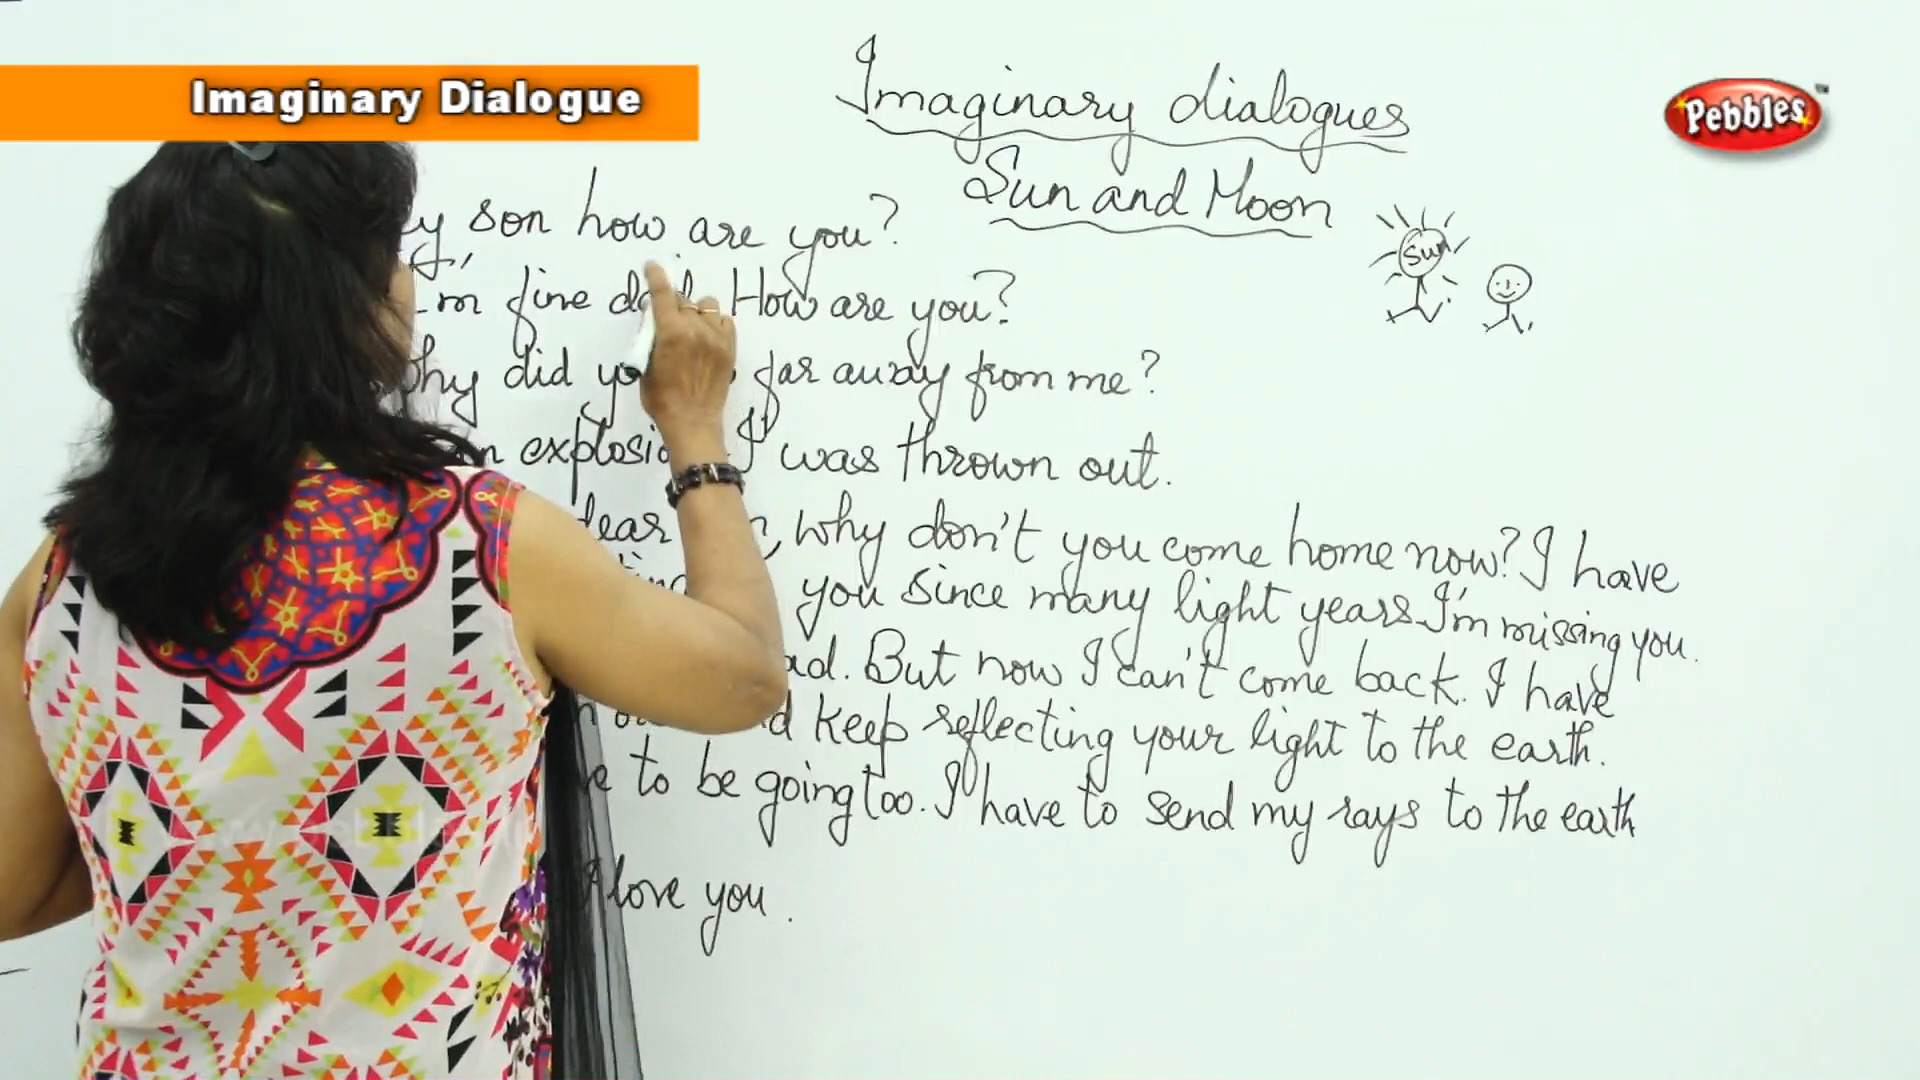 Imaginary Dialogue
Imaginary dialogues
Pebbles
Sun and Moon
Sun
son how are you?
I'm fine dad. How are you?
did far away from me?
explosion I was thrown out.
dear why don't you come home now? I have
you since many light years. I'm missing you.
But now I can't come back. I have
keep reflecting your light to the earth.
to be going too. I have to send my rays to the earth
I love you.